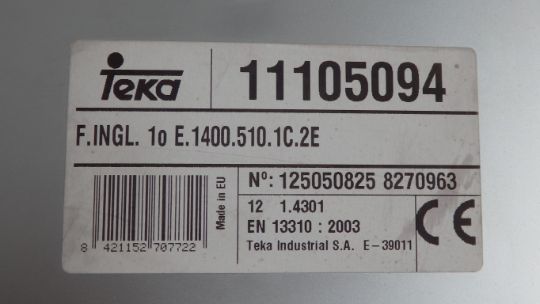 Teka
11105094
F.INGL. 1o E.1400.510.1C.2E
8 421152 707722
Made in EU
Nº: 125050825 8270963
12 1.4301
EN 13310 : 2003
Teka Industrial S.A. E-39011
CE